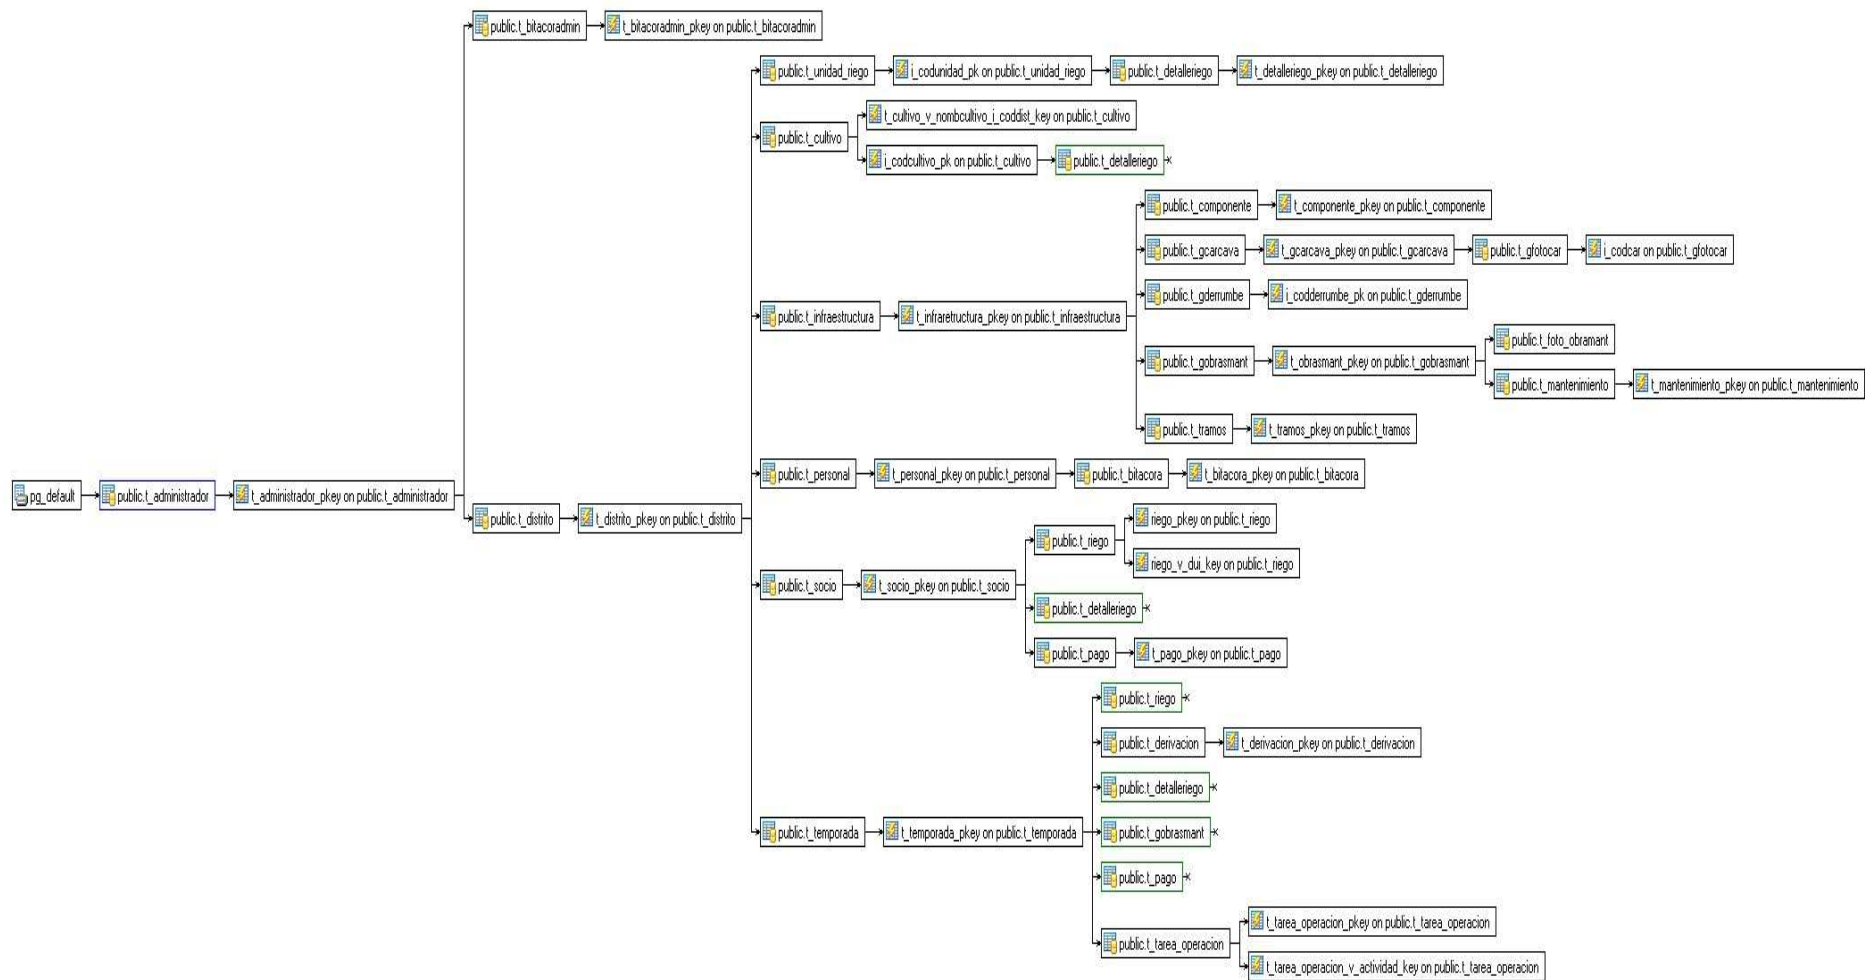 public.t_bitacoradmin
t_bitacoradmin_pkey on public.t_bitacoradmin
public.t_unidad_riego
i_codunidad_pk on public.t_unidad_riego
public.t_detalleriego
t_detalleriego_pkey on public.t_detalleriego
t_cultivo_v_nombcultivo_i_coddist_key on public.t_cultivo
public.t_cultivo
i_codcultivo_pk on public.t_cultivo
public.t_detalleriego
public.t_componente
t_componente_pkey on public.t_componente
public.t_gcarcava
t_gcarcava_pkey on public.t_gcarcava
public.t_gfotocar
i_codcar on public.t_gfotocar
public.t_gderrumbe
i_codderrumbe_pk on public.t_gderrumbe
public.t_infraestructura
t_infraretructura_pkey on public.t_infraestructura
public.t_foto_obramant
public.t_gobrasmant
t_obrasmant_pkey on public.t_gobrasmant
public.t_mantenimiento
t_mantenimiento_pkey on public.t_mantenimiento
public.t_tramos
t_tramos_pkey on public.t_tramos
public.t_personal
t_personal_pkey on public.t_personal
public.t_bitacora
t_bitacora_pkey on public.t_bitacora
pg_default
public.t_administrador
t_administrador_pkey on public.t_administrador
public.t_distrito
t_distrito_pkey on public.t_distrito
riego_pkey on public.t_riego
public.t_riego
riego_v_dui_key on public.t_riego
public.t_socio
t_socio_pkey on public.t_socio
public.t_detalleriego
public.t_pago
t_pago_pkey on public.t_pago
public.t_riego
public.t_derivacion
t_derivacion_pkey on public.t_derivacion
public.t_detalleriego
public.t_temporada
t_temporada_pkey on public.t_temporada
public.t_gobrasmant
public.t_pago
t_tarea_operacion_pkey on public.t_tarea_operacion
public.t_tarea_operacion
t_tarea_operacion_v_actividad_key on public.t_tarea_operacion